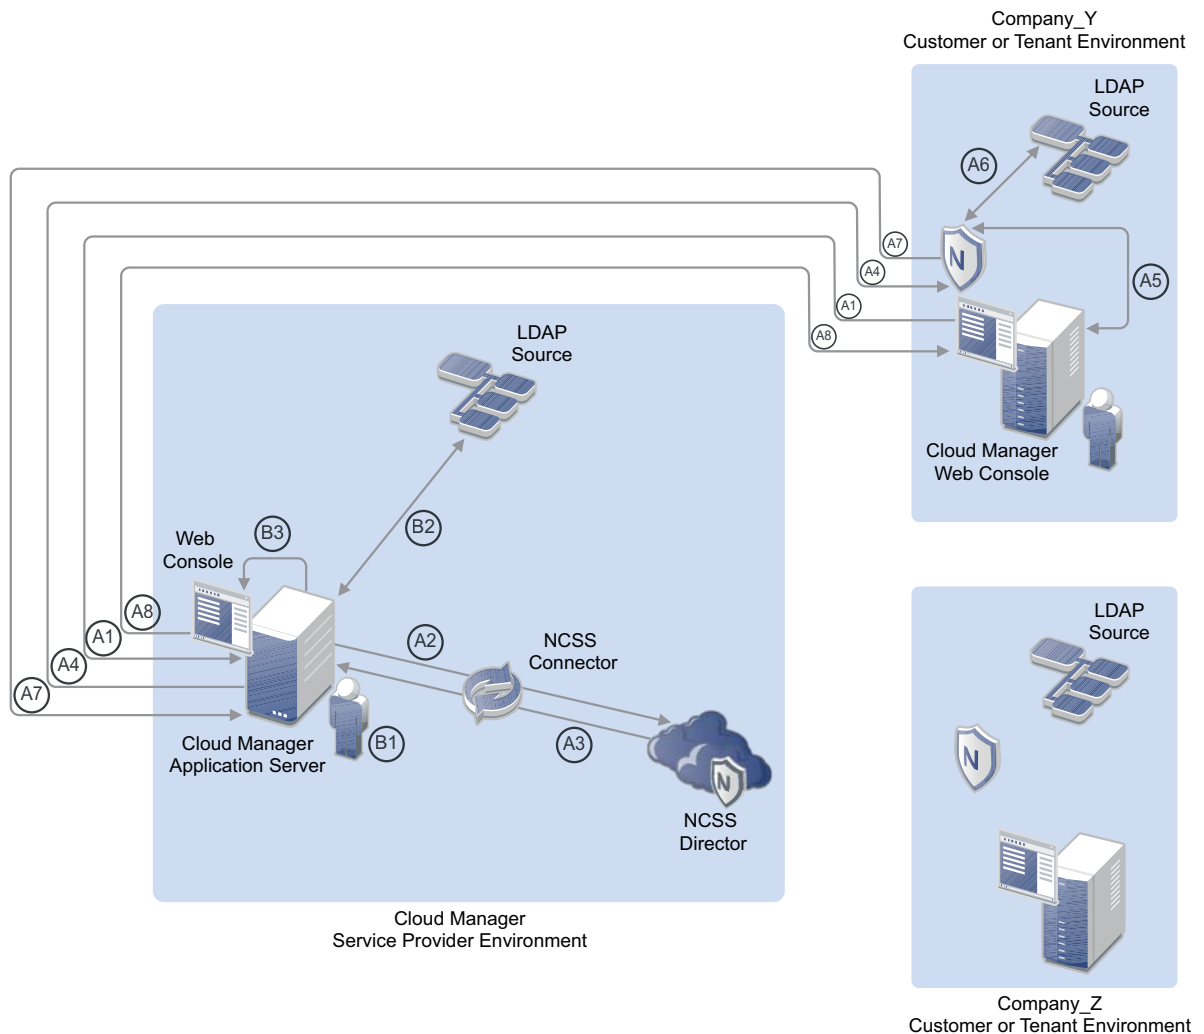 Company_Y
Customer or Tenant Environment
LDAP
Source
A6
A7
N
A4
A5
A1
A8
LDAP
Source
Cloud Manager
Web Console
B2
B3
Web
Console
A8
A1
A4
A7
A2
NCSS
Connector
B1
A3
Cloud Manager
Application Server
N
NCSS
Director
Cloud Manager
Service Provider Environment
LDAP
Source
N
Company_Z
Customer or Tenant Environment